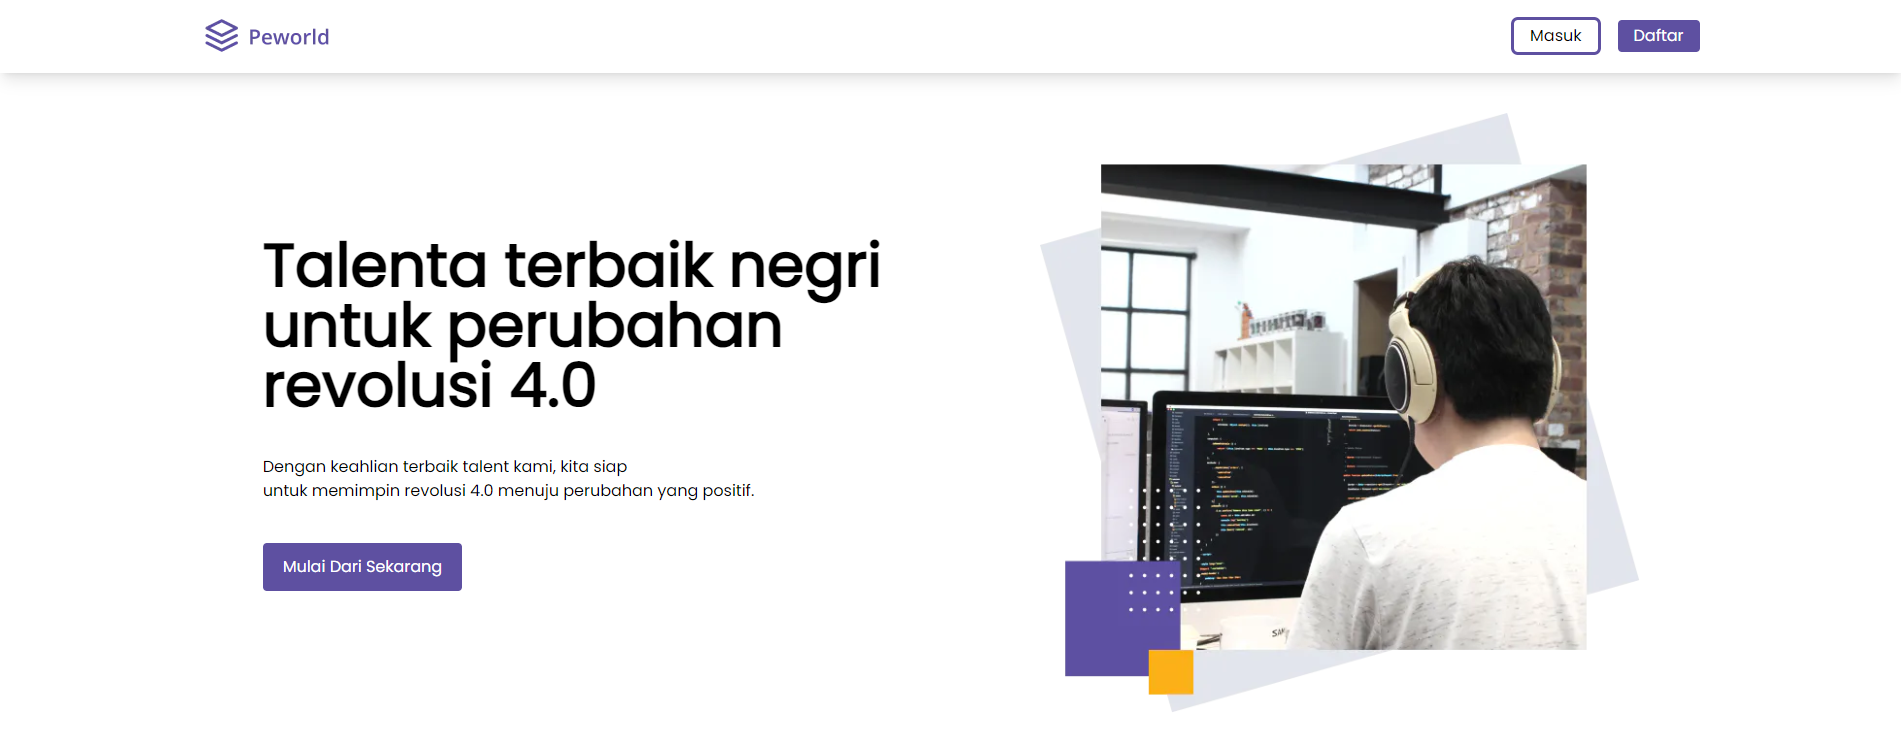 Peworld
Masuk
Daftar
Talenta terbaik negri
untuk perubahan
revolusi 4.0
Dengan keahlian terbaik talent kami, kita siap
untuk memimpin revolusi 4.0 menuju perubahan yang positif.
Mulai Dari Sekarang